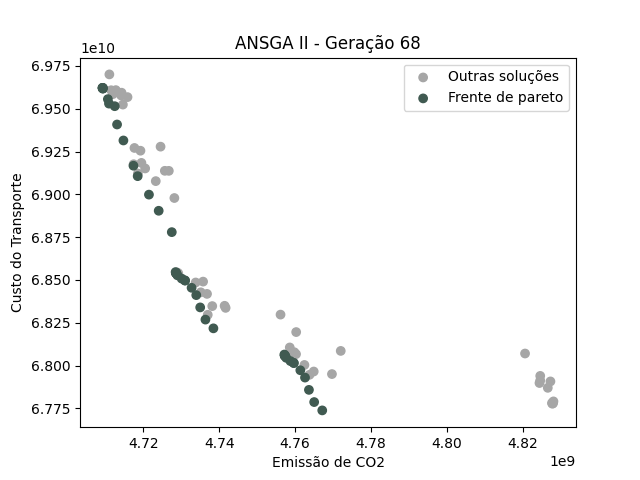 ANSGA II - Geração 68
1e10
6.975
6.950
6.925
6.900
6.875
6.850
6.825
6.800
6.775
Custo do Transporte
Outras soluções
Frente de pareto
4.72 4.74 4.76 4.78 4.80 4.82
Emissão de CO2
1e9